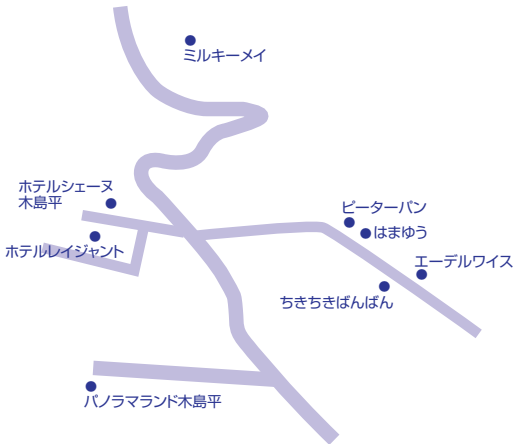 ミルキーメイ
ホテルシェーヌ
木島平
ピーターパン
はまゆう
ホテルレイジャント
エーデルワイス
ちきちきばんばん
パノラマランド木島平